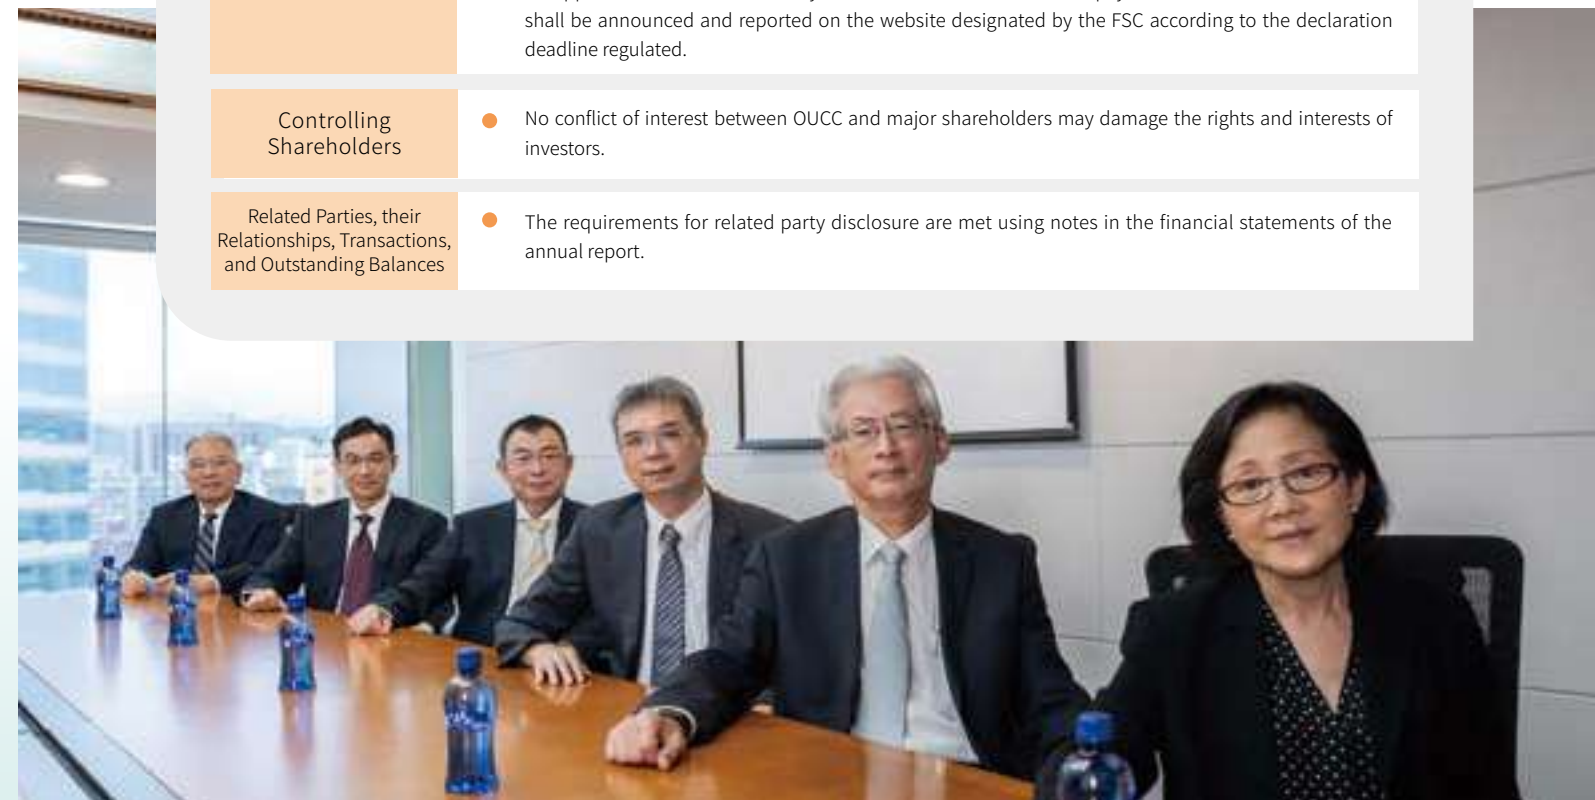 shall be announced and reported on the website designated by the FSC according to the declaration
deadline regulated.
Controlling
Shareholders
No conflict of interest between OUCC and major shareholders may damage the rights and interests of
investors.
Related Parties, their
Relationships, Transactions,
and Outstanding Balances
The requirements for related party disclosure are met using notes in the financial statements of the
annual report.